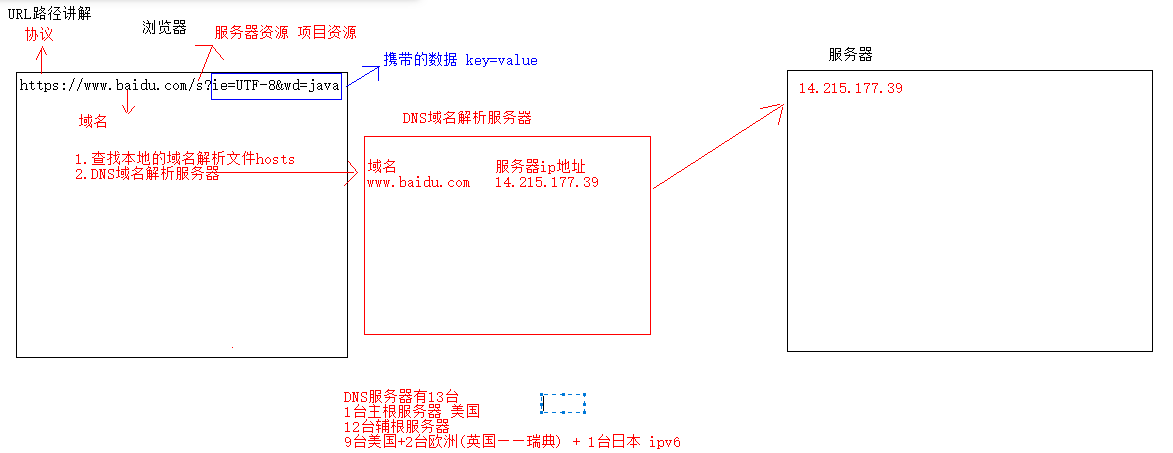 URL路径讲解
协议
浏览器
服务器资源 项目资源
携带的数据 key=value
https://www.baidu.com/s?ie=UTF-8&wd=java
域名
1.查找本地的域名解析文件hosts
2.DNS域名解析服务器
DNS域名解析服务器
域名 服务器ip地址
www.baidu.com 14.215.177.39
服务器
14.215.177.39
DNS服务器有13台
1台主根服务器 美国
12台辅根服务器
9台美国+2台欧洲(英国一一瑞典) + 1台日本 ipv6